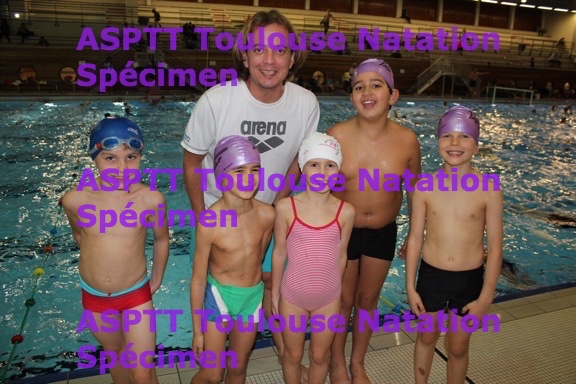 ASPTT Toulouse Natation
Spécimen
arena
ASPTT Toulouse Natation
Spécimen
ASPTT Toulouse Natation
Spécimen